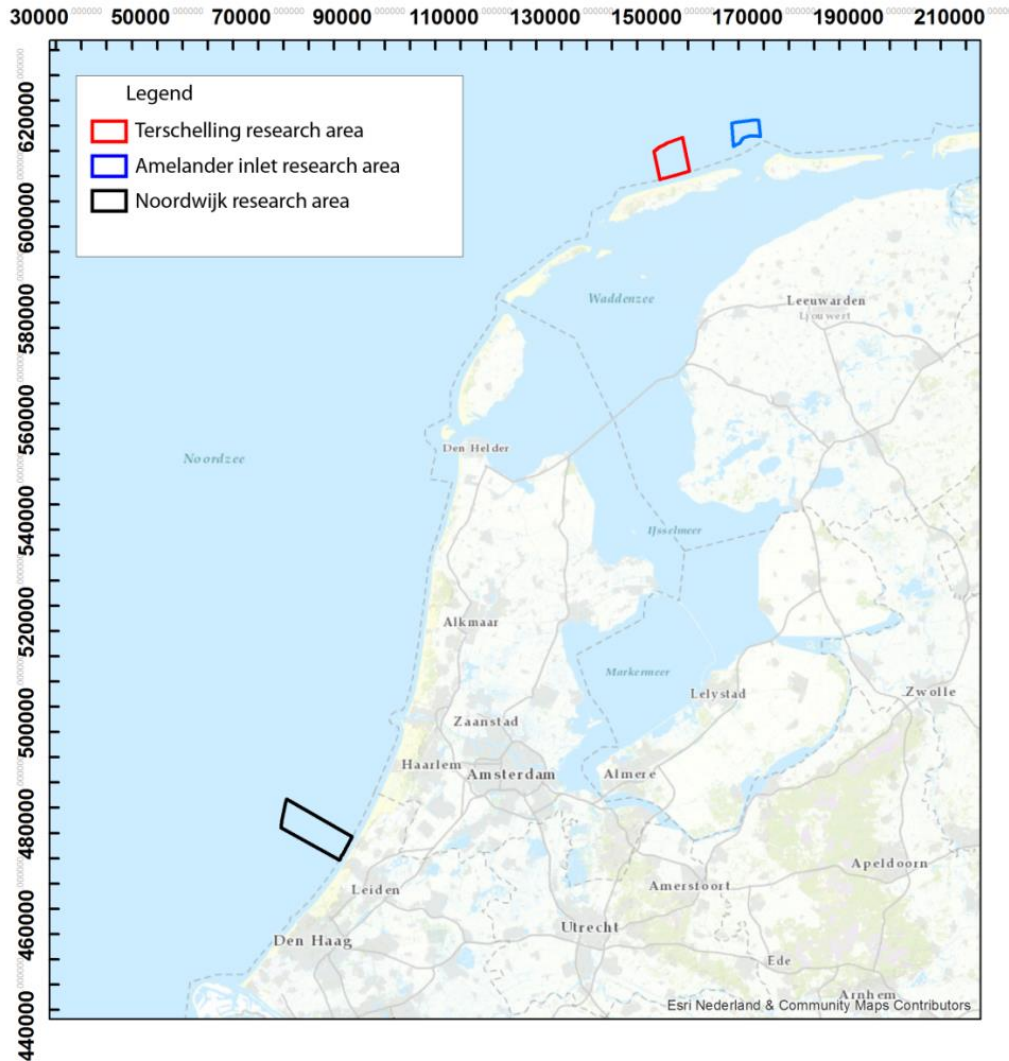 30000 50000 70000 90000 110000 130000 150000 170000 190000 210000
Legend
Terschelling research area
Amelander inlet research area
Noordwijk research area
620000
600000
580000
560000
540000
520000
500000
480000
460000
440000
Waddenzee
Leeuwarden
Ljouwert
Noordzee
Den Helder
IJsselmeer
Alkmaar
Markermeer
Lelystad
Zwolle
Zaanstad
Haarlem
Amsterdam
Almere
Leiden
Amersfoort
Apeldoorn
Den Haag
Utrecht
Ede
Arnhem
Esri Nederland & Community Maps Contributors